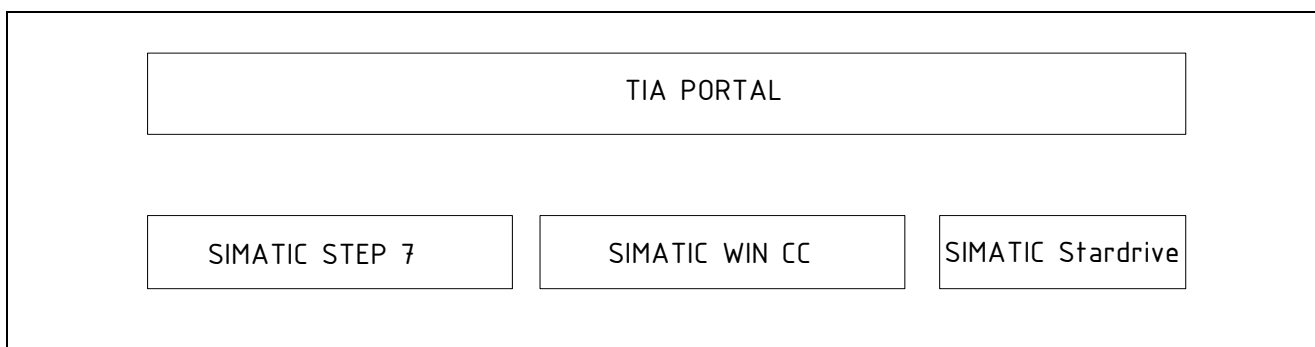 TIA PORTAL
SIMATIC STEP 7
SIMATIC WIN CC
SIMATIC Stardrive